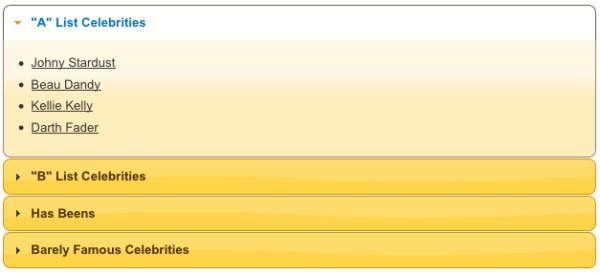 "A" List Celebrities
Johny Stardust
Beau Dandy
Kellie Kelly
Darth Fader
"B" List Celebrities
Has Beens
Barely Famous Celebrities